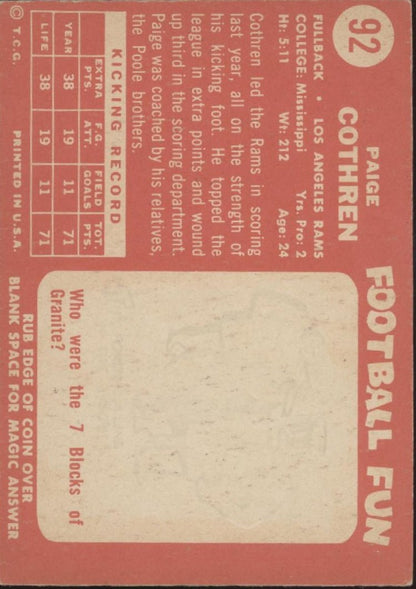 92
PAIGE
COTHREN
FULLBACK • LOS ANGELES RAMS
COLLEGE: Mississippi Yrs. Pro: 2
Ht: 5:11 Wt: 212 Age: 24
Cothren led the Rams in scoring
last year, all on the strength of
his kicking foot. He topped the
league in extra points and wound
up third in the scoring department.
Paige was coached by his relatives,
the Poole brothers.
KICKING RECORD
EXTRA F.G. FIELD TOT.
PTS. ATT. GOALS PTS.
YEAR 38 19 11 71
LIFE 38 19 11 71
© T.C.G. PRINTED IN U.S.A.
FOOTBALL FUN
Who were the 7 Blocks of
Granite?
RUB EDGE OF COIN OVER
BLANK SPACE FOR MAGIC ANSWER